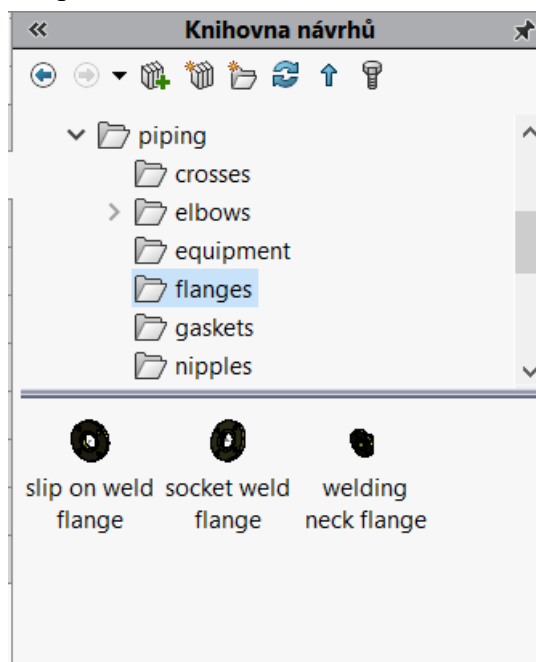 Knihovna návrhů
piping
crosses
elbows
equipment
flanges
gaskets
nipples
slip on weld flange
socket weld flange
welding neck flange